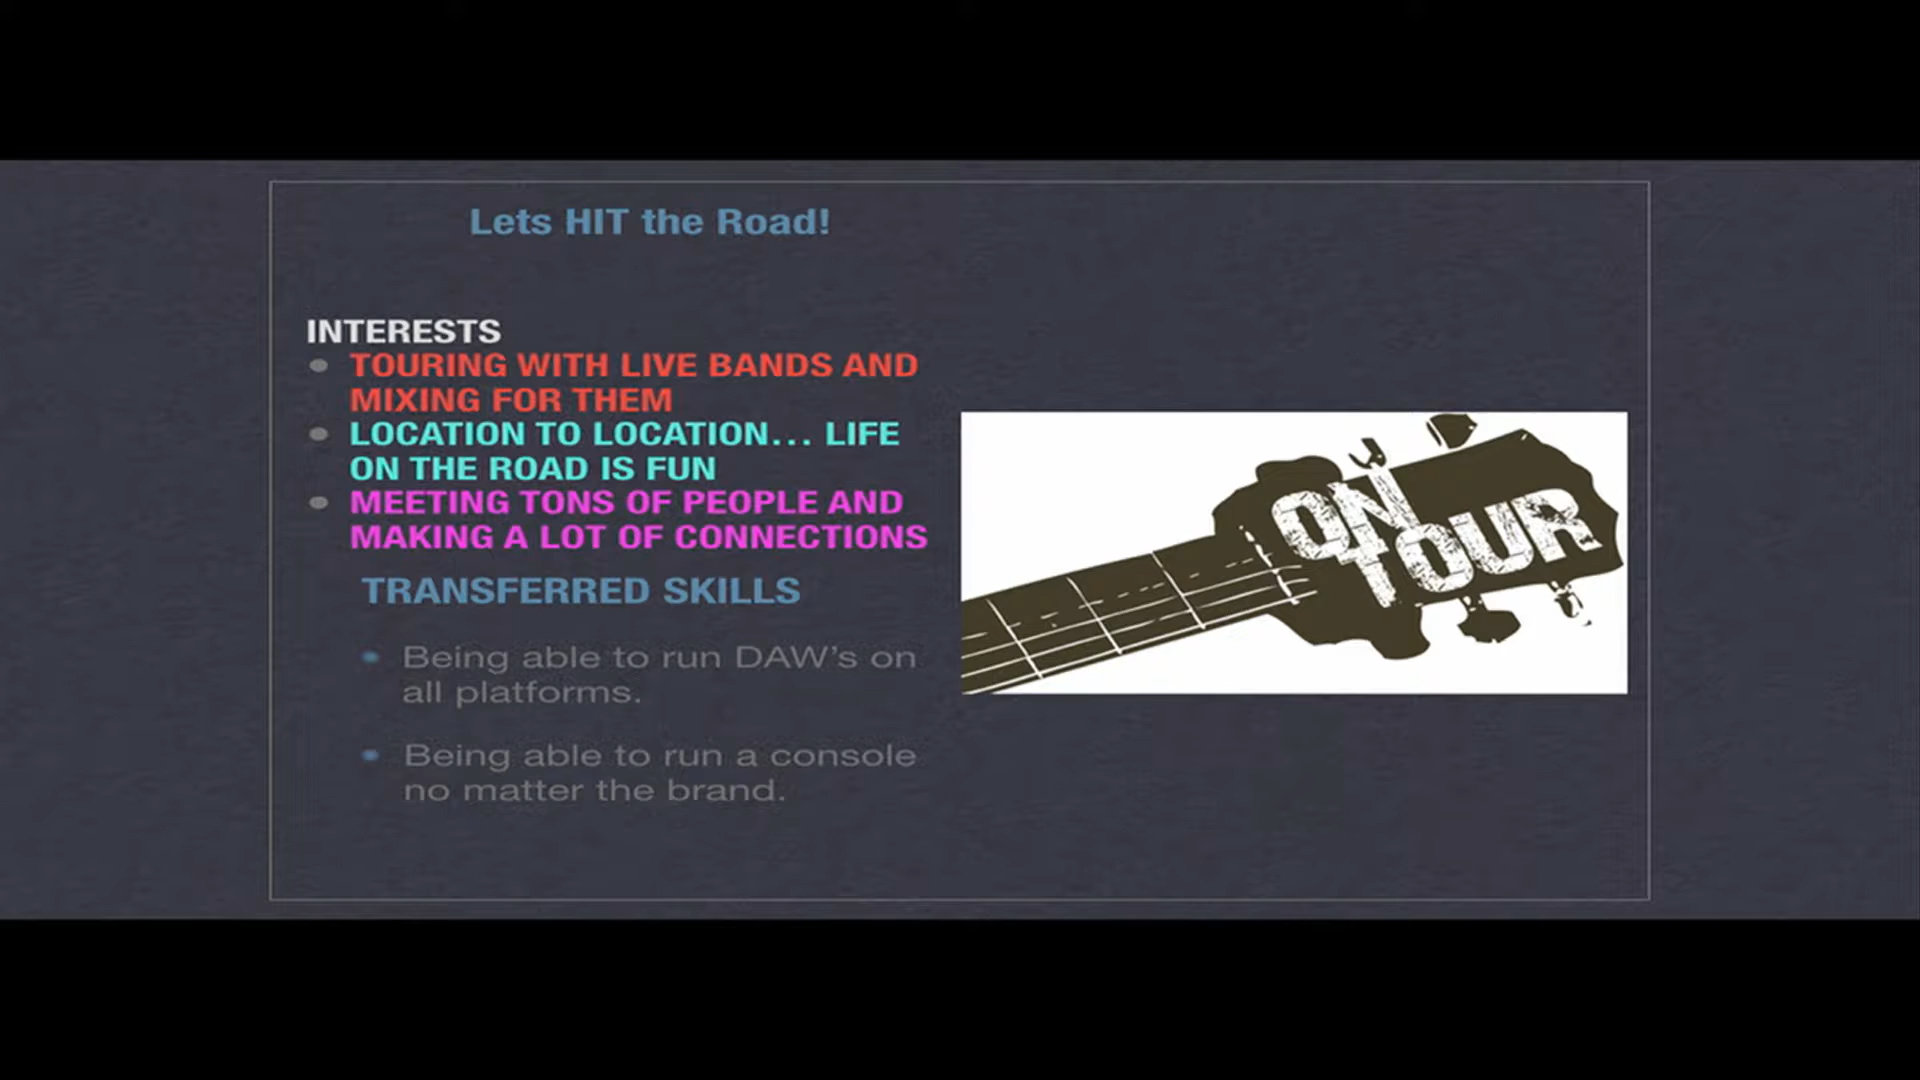 Lets HIT the Road!
INTERESTS
TOURING WITH LIVE BANDS AND
MIXING FOR THEM
LOCATION TO LOCATION... LIFE
ON THE ROAD IS FUN
MEETING TONS OF PEOPLE AND
MAKING A LOT OF CONNECTIONS
TRANSFERRED SKILLS
Being able to run DAW's on
all platforms.
Being able to run a console
no matter the brand.
ON
TOUR